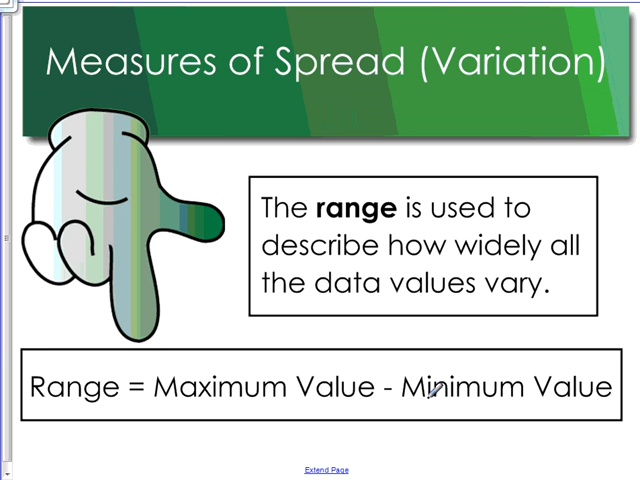 Measures of Spread (Variation)
The range is used to
describe how widely all
the data values vary.
Range = Maximum Value - Minimum Value
Extend Page